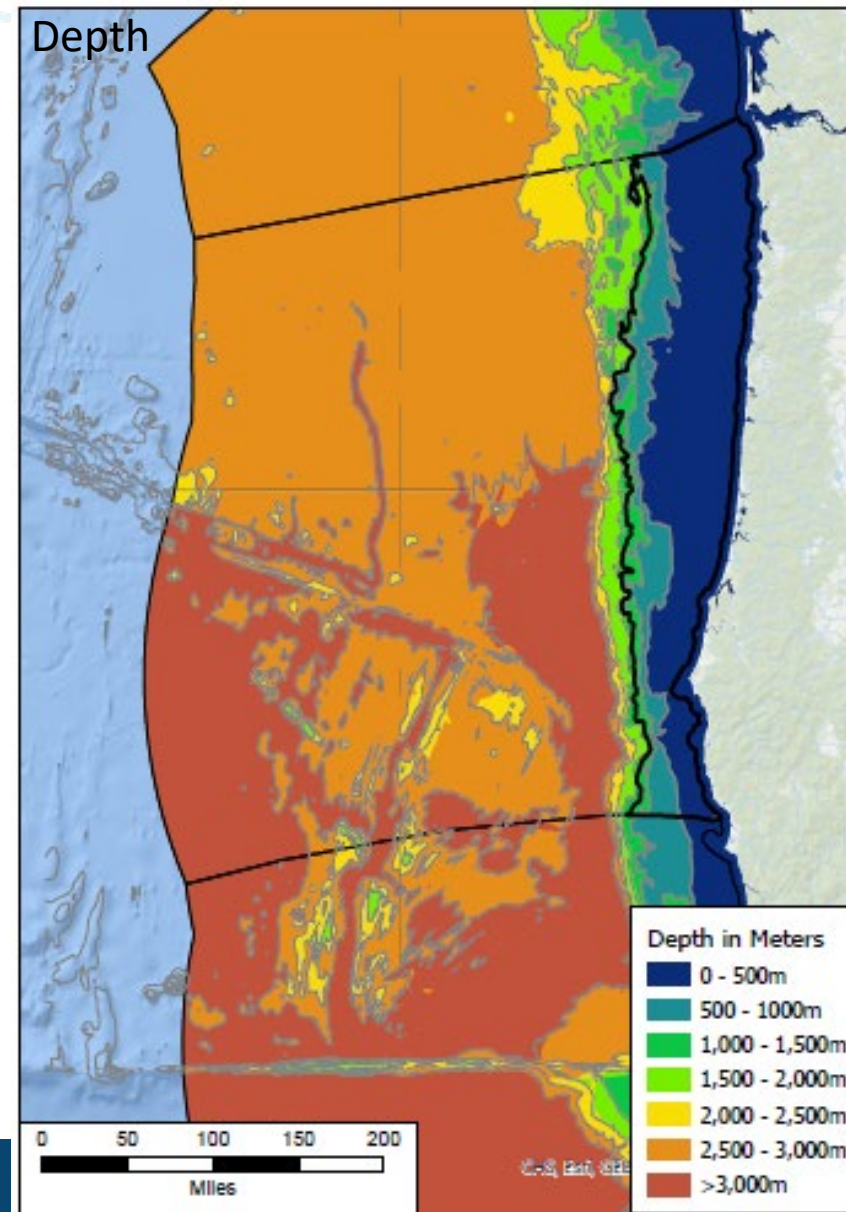 Depth
Depth in Meters
0 - 500m
500 - 1000m
1,000 - 1,500m
1,500 - 2,000m
2,000 - 2,500m
2,500 - 3,000m
>3,000m
0 50 100 150 200
Miles